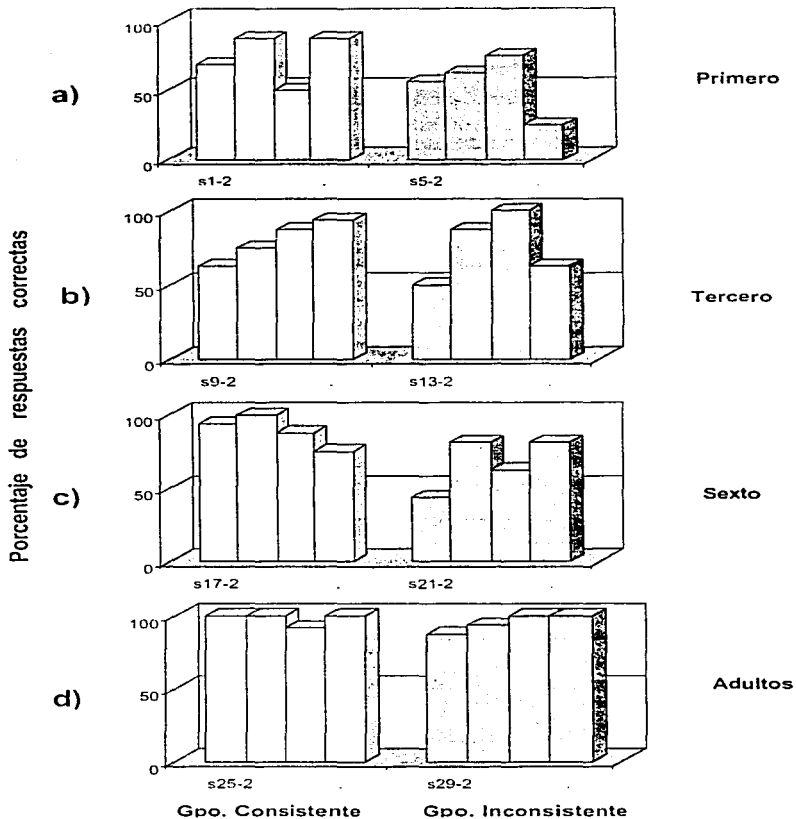 Porcentaje de respuestas correctas
a)
100
50
0
s1-2
s5-2
Primero
b)
100
50
0
s9-2
s13-2
Tercero
c)
100
50
0
s17-2
s21-2
Sexto
d)
100
50
0
s25-2
s29-2
Adultos
Gpo. Consistente
Gpo. Inconsistente